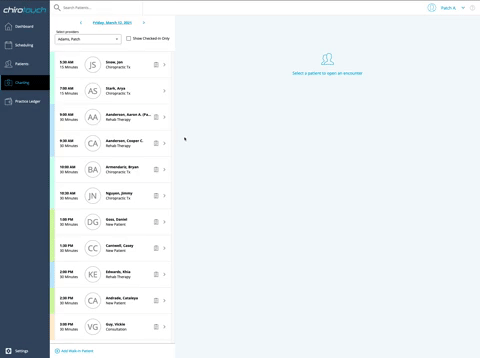 chirotouch
Search Patients...
Patch A.
Dashboard
Scheduling
Patients
Charting
Practice Ledger
Settings
Friday, March 12, 2021
Select providers
Adams, Patch
Show Checked-In Only
5:30 AM
15 Minutes
JS
Snow, Jon
Chiropractic Tx
7:00 AM
15 Minutes
AS
Stark, Arya
Chiropractic Tx
9:00 AM
30 Minutes
AA
Aanderson, Aaron A. (Pa...
Rehab Therapy
9:30 AM
30 Minutes
CA
Aanderson, Cooper C.
Rehab Therapy
10:00 AM
30 Minutes
BA
Armendariz, Bryan
Chiropractic Tx
10:30 AM
30 Minutes
JN
Nguyen, Jimmy
Chiropractic Tx
1:00 PM
30 Minutes
DG
Goss, Daniel
New Patient
1:30 PM
30 Minutes
CC
Cantwell, Casey
New Patient
2:00 PM
30 Minutes
KE
Edwards, Khia
Rehab Therapy
2:30 PM
30 Minutes
CA
Andrade, Cataleya
New Patient
3:00 PM
30 Minutes
VG
Guy, Vickie
Consultation
Add Walk-In Patient
Select a patient to open an encounter